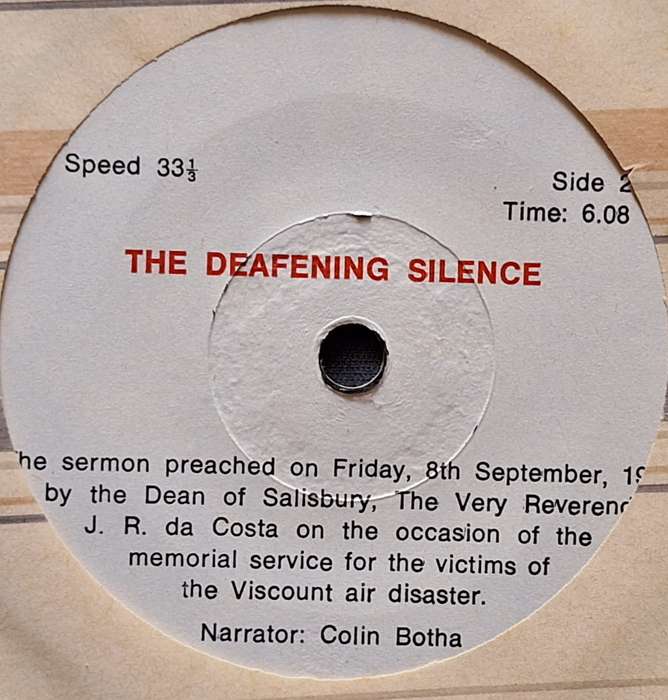 Speed 33⅓
Side 2
Time: 6.08
THE DEAFENING SILENCE
he sermon preached on Friday, 8th September, 19
by the Dean of Salisbury, The Very Reverend
J. R. da Costa on the occasion of the
memorial service for the victims of
the Viscount air disaster.
Narrator: Colin Botha